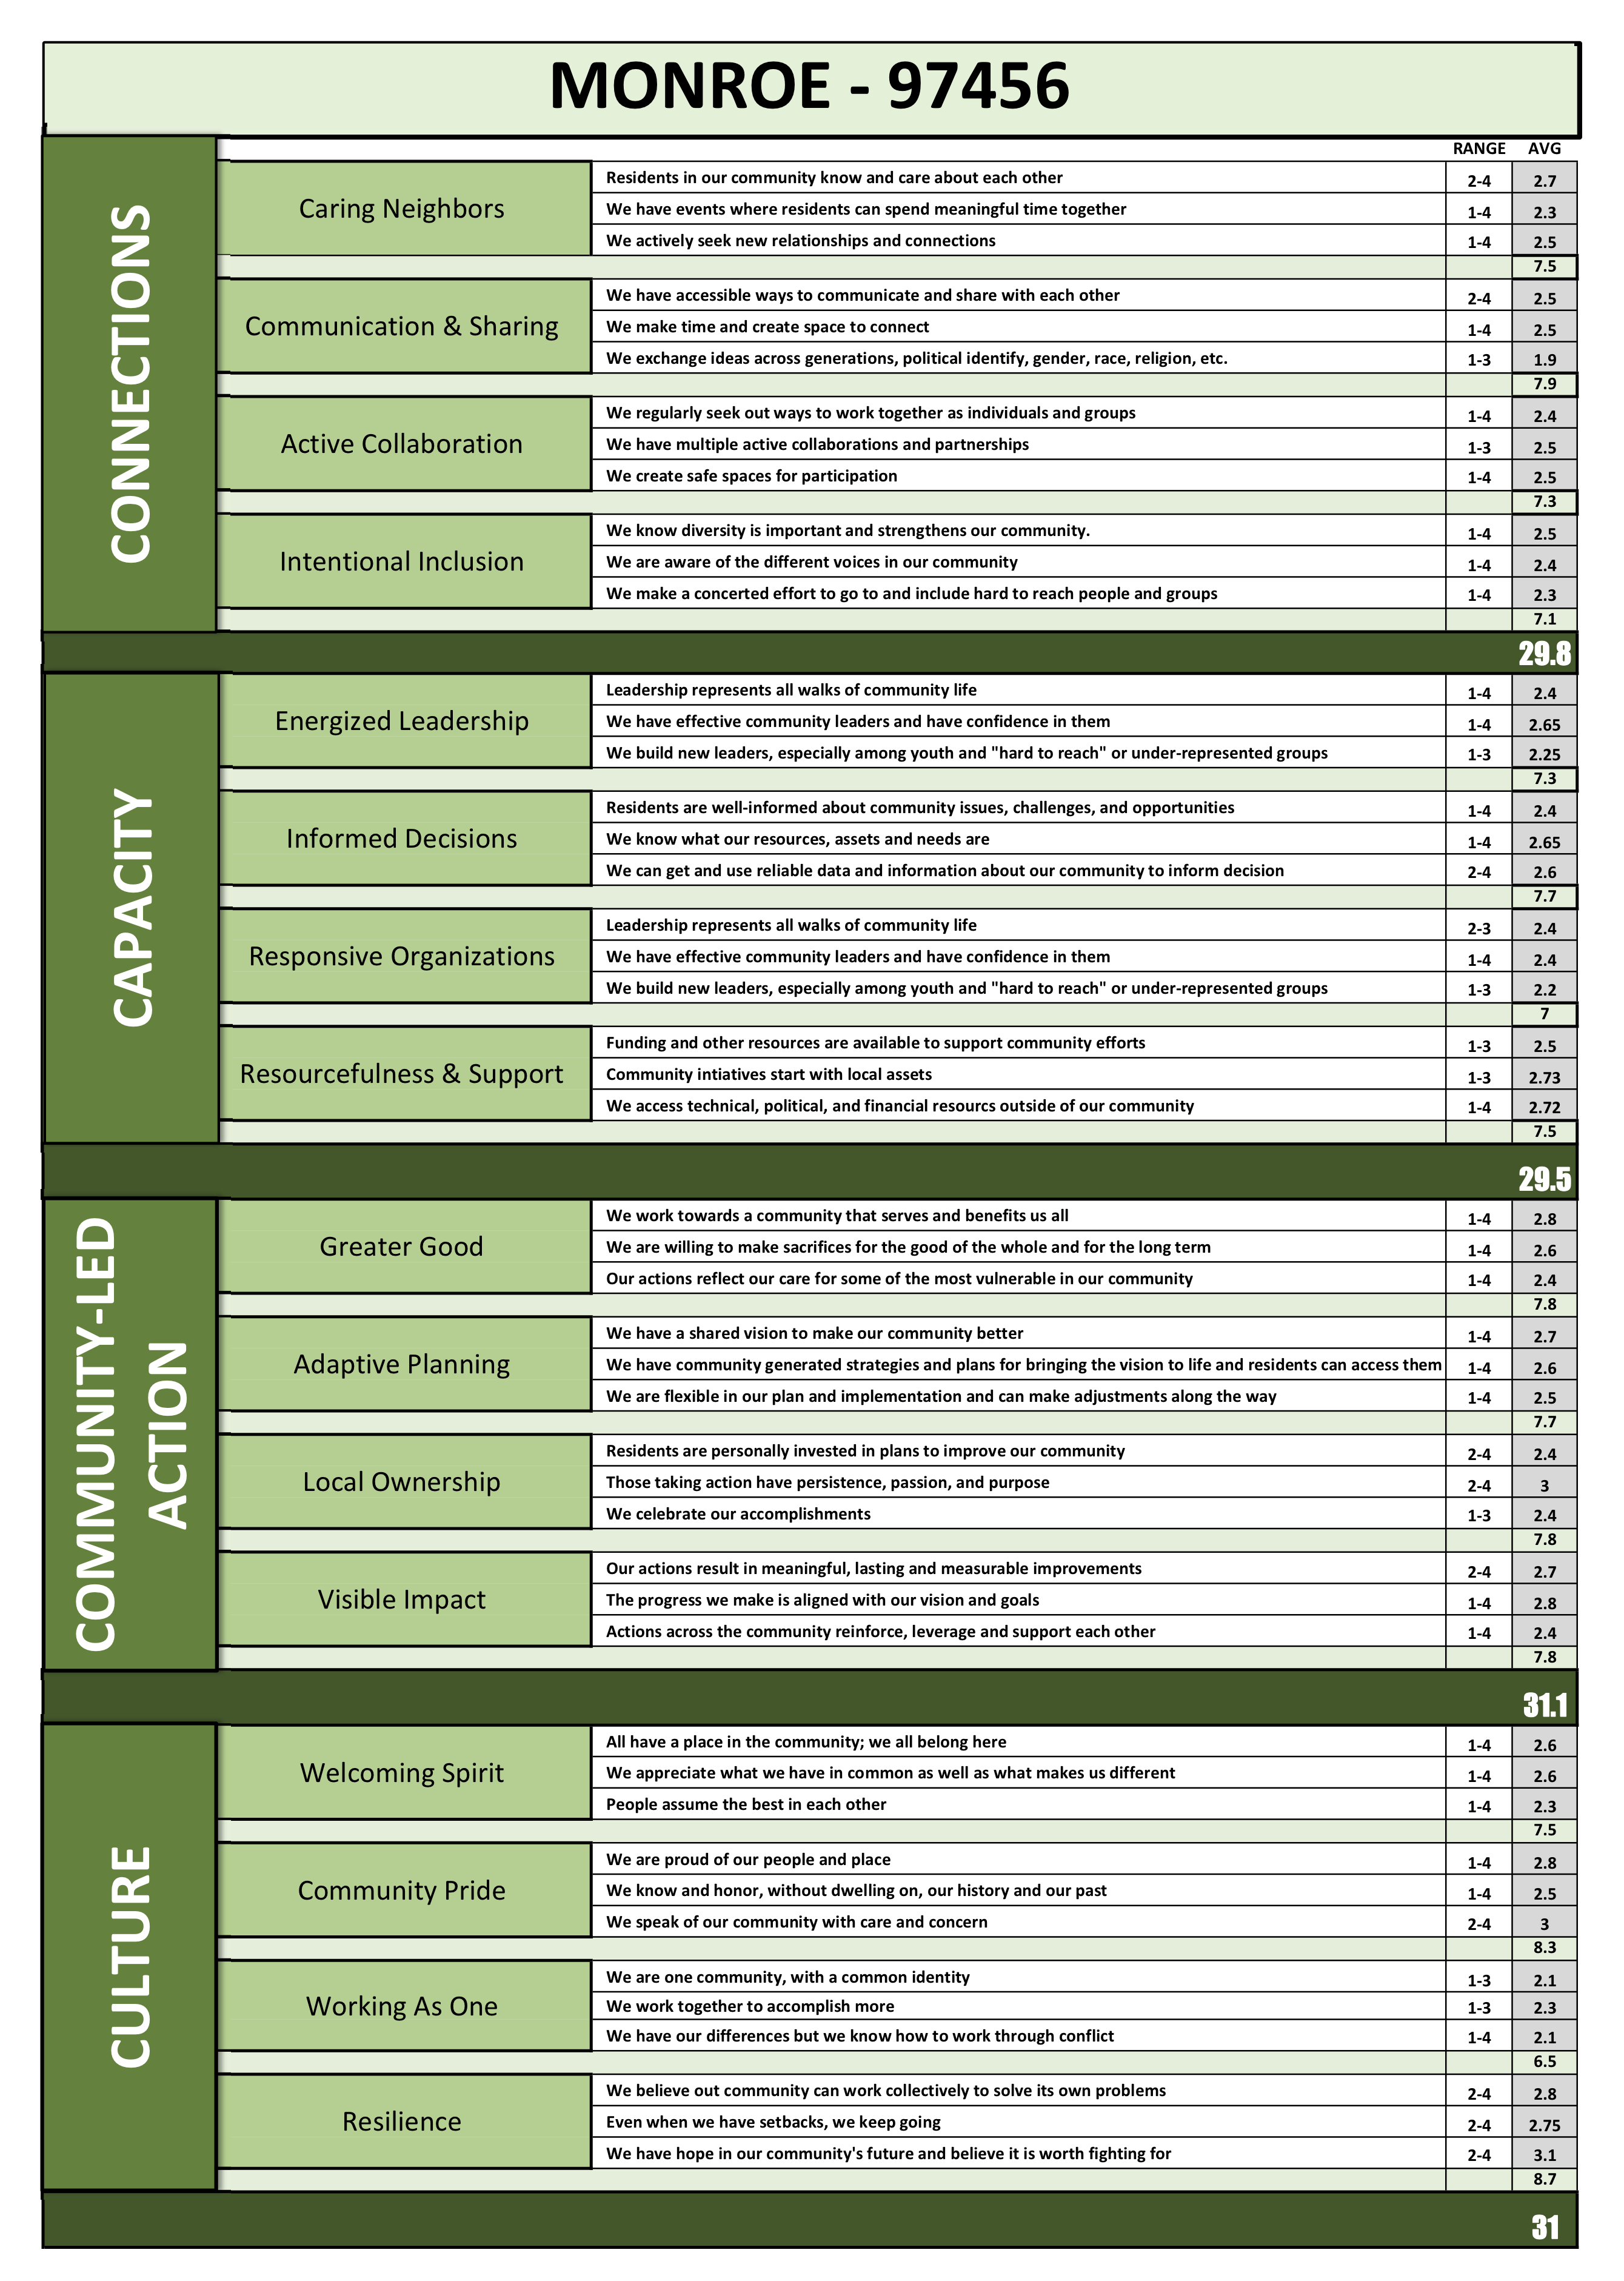 MONROE - 97456
RANGE AVG
CONNECTIONS
Caring Neighbors
Residents in our community know and care about each other 2-4 2.7
We have events where residents can spend meaningful time together 1-4 2.3
We actively seek new relationships and connections 1-4 2.5
7.5
Communication & Sharing
We have accessible ways to communicate and share with each other 2-4 2.5
We make time and create space to connect 1-4 2.5
We exchange ideas across generations, political identify, gender, race, religion, etc. 1-3 1.9
7.9
Active Collaboration
We regularly seek out ways to work together as individuals and groups 1-4 2.4
We have multiple active collaborations and partnerships 1-3 2.5
We create safe spaces for participation 1-4 2.5
7.3
Intentional Inclusion
We know diversity is important and strengthens our community. 1-4 2.5
We are aware of the different voices in our community 1-4 2.4
We make a concerted effort to go to and include hard to reach people and groups 1-4 2.3
7.1
29.8
CAPACITY
Energized Leadership
Leadership represents all walks of community life 1-4 2.4
We have effective community leaders and have confidence in them 1-4 2.65
We build new leaders, especially among youth and "hard to reach" or under-represented groups 1-3 2.25
7.3
Informed Decisions
Residents are well-informed about community issues, challenges, and opportunities 1-4 2.4
We know what our resources, assets and needs are 1-4 2.65
We can get and use reliable data and information about our community to inform decision 2-4 2.6
7.7
Responsive Organizations
Leadership represents all walks of community life 2-3 2.4
We have effective community leaders and have confidence in them 1-4 2.4
We build new leaders, especially among youth and "hard to reach" or under-represented groups 1-3 2.2
7
Resourcefulness & Support
Funding and other resources are available to support community efforts 1-3 2.5
Community intiatives start with local assets 1-3 2.73
We access technical, political, and financial resourcs outside of our community 1-4 2.72
7.5
29.5
COMMUNITY-LED
ACTION
Greater Good
We work towards a community that serves and benefits us all 1-4 2.8
We are willing to make sacrifices for the good of the whole and for the long term 1-4 2.6
Our actions reflect our care for some of the most vulnerable in our community 1-4 2.4
7.8
Adaptive Planning
We have a shared vision to make our community better 1-4 2.7
We have community generated strategies and plans for bringing the vision to life and residents can access them 1-4 2.6
We are flexible in our plan and implementation and can make adjustments along the way 1-4 2.5
7.7
Local Ownership
Residents are personally invested in plans to improve our community 2-4 2.4
Those taking action have persistence, passion, and purpose 2-4 3
We celebrate our accomplishments 1-3 2.4
7.8
Visible Impact
Our actions result in meaningful, lasting and measurable improvements 2-4 2.7
The progress we make is aligned with our vision and goals 1-4 2.8
Actions across the community reinforce, leverage and support each other 1-4 2.4
7.8
31.1
CULTURE
Welcoming Spirit
All have a place in the community; we all belong here 1-4 2.6
We appreciate what we have in common as well as what makes us different 1-4 2.6
People assume the best in each other 1-4 2.3
7.5
Community Pride
We are proud of our people and place 1-4 2.8
We know and honor, without dwelling on, our history and our past 1-4 2.5
We speak of our community with care and concern 2-4 3
8.3
Working As One
We are one community, with a common identity 1-3 2.1
We work together to accomplish more 1-3 2.3
We have our differences but we know how to work through conflict 1-4 2.1
6.5
Resilience
We believe out community can work collectively to solve its own problems 2-4 2.8
Even when we have setbacks, we keep going 2-4 2.75
We have hope in our community's future and believe it is worth fighting for 2-4 3.1
8.7
31